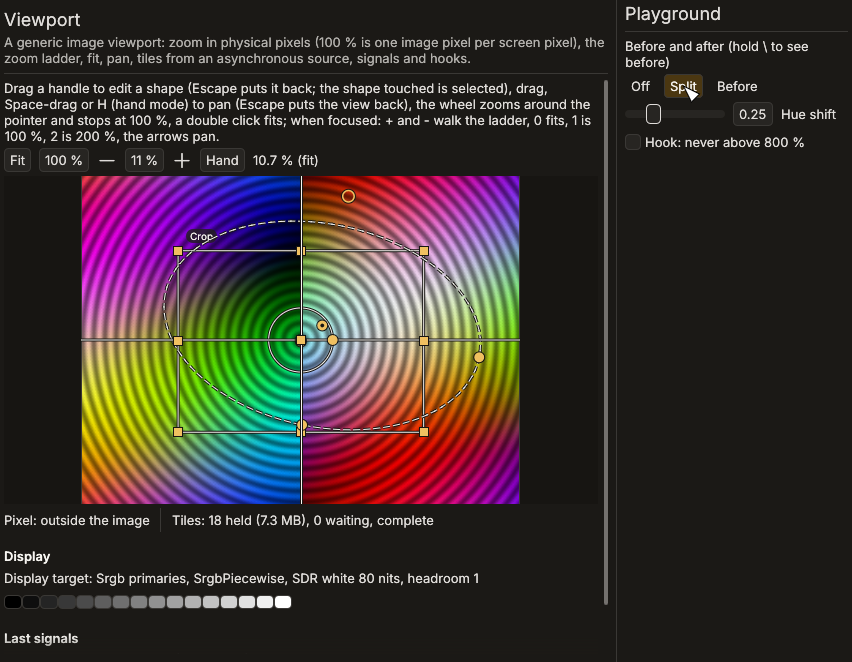 Viewport
A generic image viewport: zoom in physical pixels (100 % is one image pixel per screen pixel), the
zoom ladder, fit, pan, tiles from an asynchronous source, signals and hooks.
Drag a handle to edit a shape (Escape puts it back; the shape touched is selected), drag,
Space-drag or H (hand mode) to pan (Escape puts the view back), the wheel zooms around the
pointer and stops at 100 %, a double click fits; when focused: + and - walk the ladder, 0 fits, 1 is
100 %, 2 is 200 %, the arrows pan.
Fit 100 % — 11 % + Hand 10.7 % (fit)
Crop
Pixel: outside the image Tiles: 18 held (7.3 MB), 0 waiting, complete
Display
Display target: Srgb primaries, SrgbPiecewise, SDR white 80 nits, headroom 1
Last signals
Playground
Before and after (hold \ to see
before)
Off Split Before
0.25 Hue shift
Hook: never above 800 %